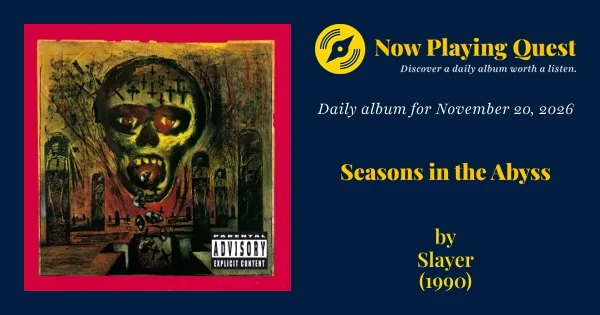 Now Playing Quest
Discover a daily album worth a listen.
Daily album for November 20, 2026
Seasons in the Abyss
by
Slayer
(1990)
PARENTAL
ADVISORY
EXPLICIT CONTENT